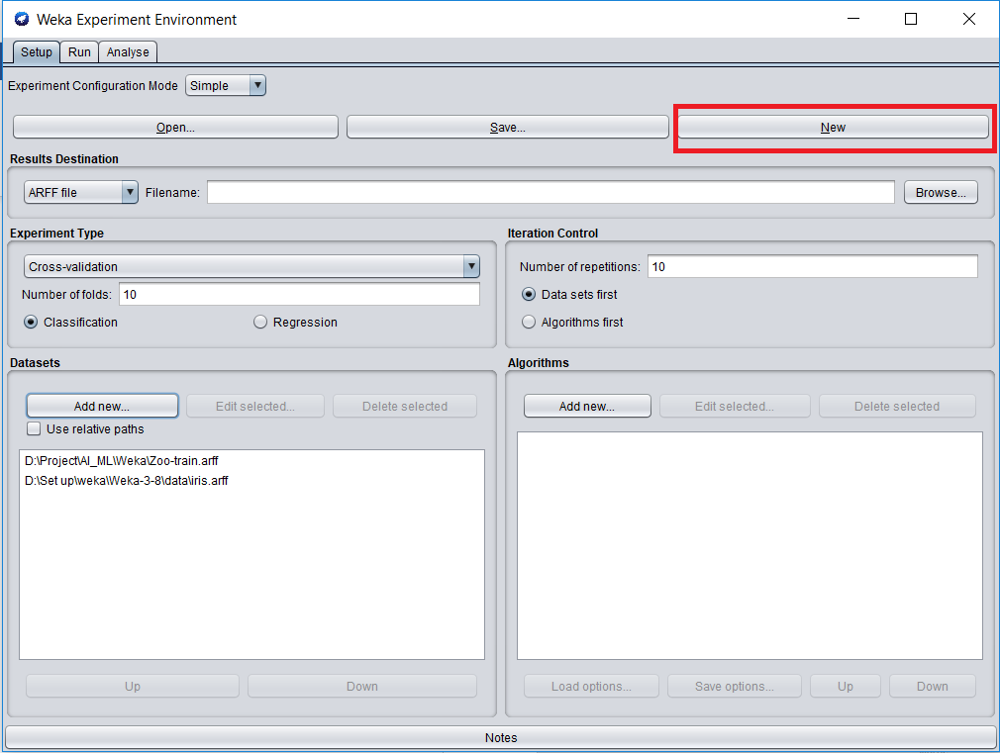 Weka Experiment Environment
Setup Run Analyse
Experiment Configuration Mode Simple
Open... Save... New
Results Destination
ARFF file Filename: Browse...
Experiment Type
Cross-validation
Number of folds: 10
Classification Regression
Iteration Control
Number of repetitions: 10
Data sets first
Algorithms first
Datasets
Add new... Edit selected... Delete selected
Use relative paths
D:\Project\AI_ML\Weka\Zoo-train.arff
D:\Set up\weka\Weka-3-8\data\iris.arff
Up Down
Algorithms
Add new... Edit selected... Delete selected
Load options... Save options... Up Down
Notes